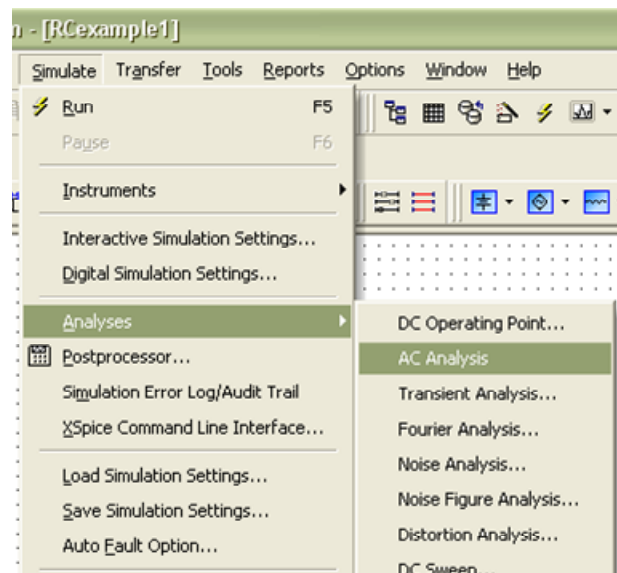 n - [RCexample1]
Simulate Transfer Tools Reports Options Window Help
Run F5
Pause F6
Instruments
Interactive Simulation Settings...
Digital Simulation Settings...
Analyses
Postprocessor...
Simulation Error Log/Audit Trail
XSpice Command Line Interface...
Load Simulation Settings...
Save Simulation Settings...
Auto Fault Option...
DC Operating Point...
AC Analysis
Transient Analysis...
Fourier Analysis...
Noise Analysis...
Noise Figure Analysis...
Distortion Analysis...
DC Sweep...